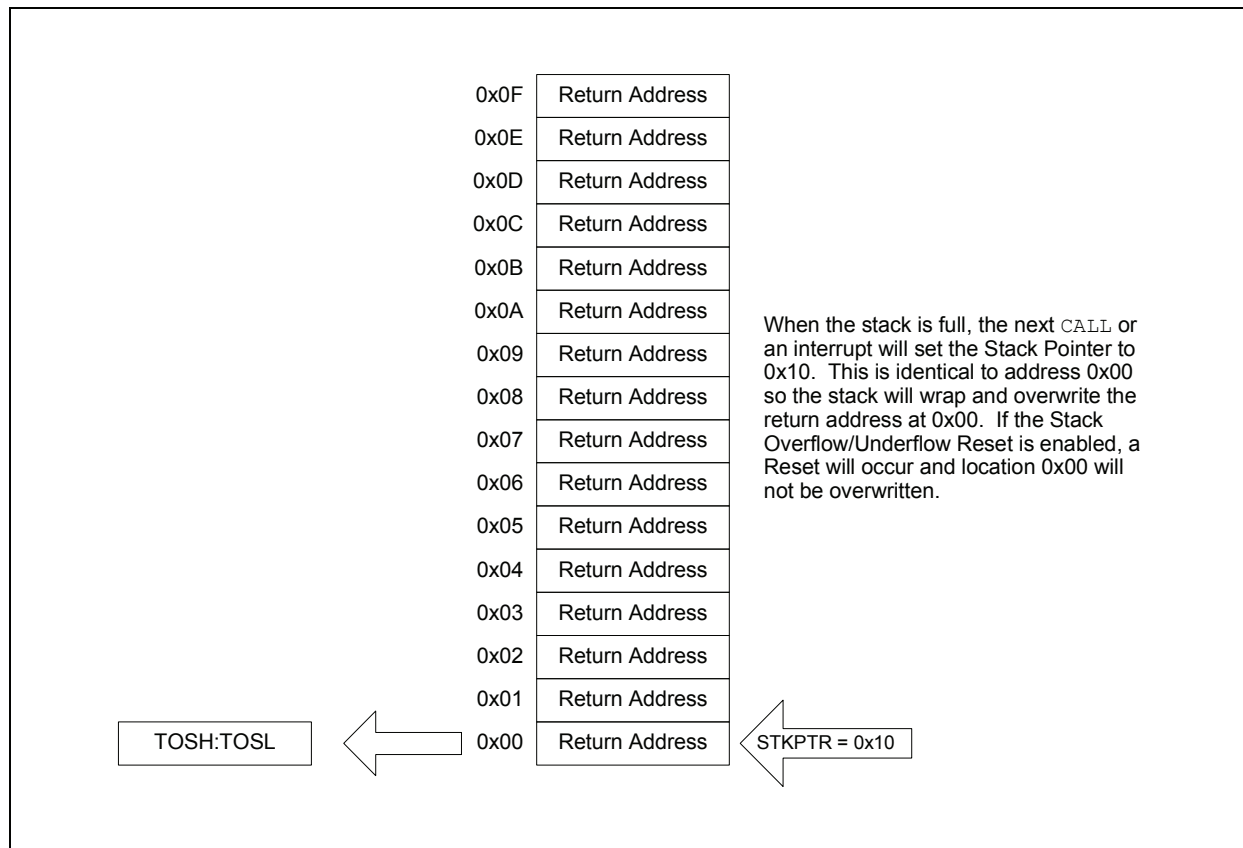 0x0F Return Address
0x0E Return Address
0x0D Return Address
0x0C Return Address
0x0B Return Address
0x0A Return Address
0x09 Return Address
0x08 Return Address
0x07 Return Address
0x06 Return Address
0x05 Return Address
0x04 Return Address
0x03 Return Address
0x02 Return Address
0x01 Return Address
TOSH:TOSL 0x00 Return Address STKPTR = 0x10
When the stack is full, the next CALL or
an interrupt will set the Stack Pointer to
0x10. This is identical to address 0x00
so the stack will wrap and overwrite the
return address at 0x00. If the Stack
Overflow/Underflow Reset is enabled, a
Reset will occur and location 0x00 will
not be overwritten.